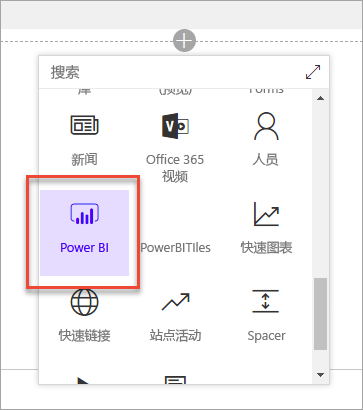 搜索
库
(预览)
Forms
新闻
Office 365
视频
人员
Power BI
PowerBITIles
快速图表
快速链接
站点活动
Spacer